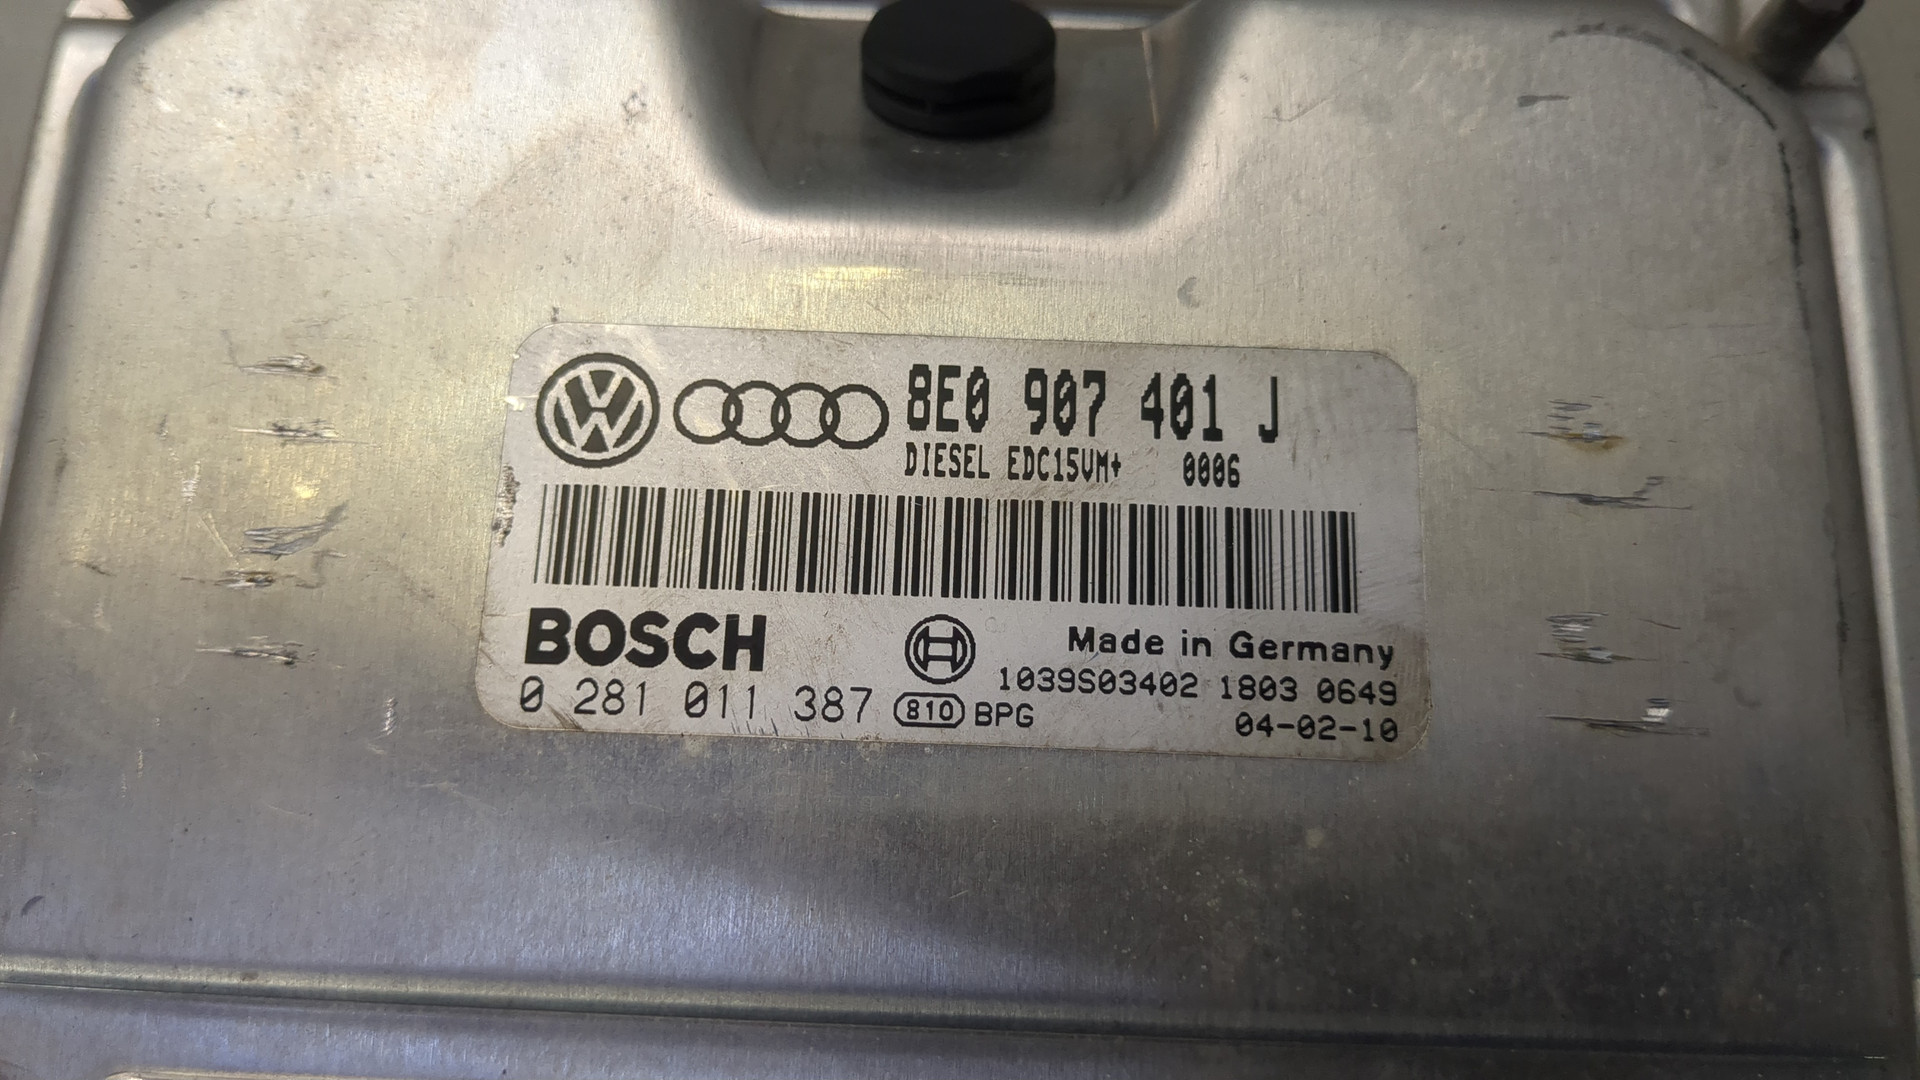 8E0 907 401 J
DIESEL EDC15VM+ 0006
BOSCH
Made in Germany
1039S03402 1803 0649
0 281 011 387 810 BPG
04-02-10